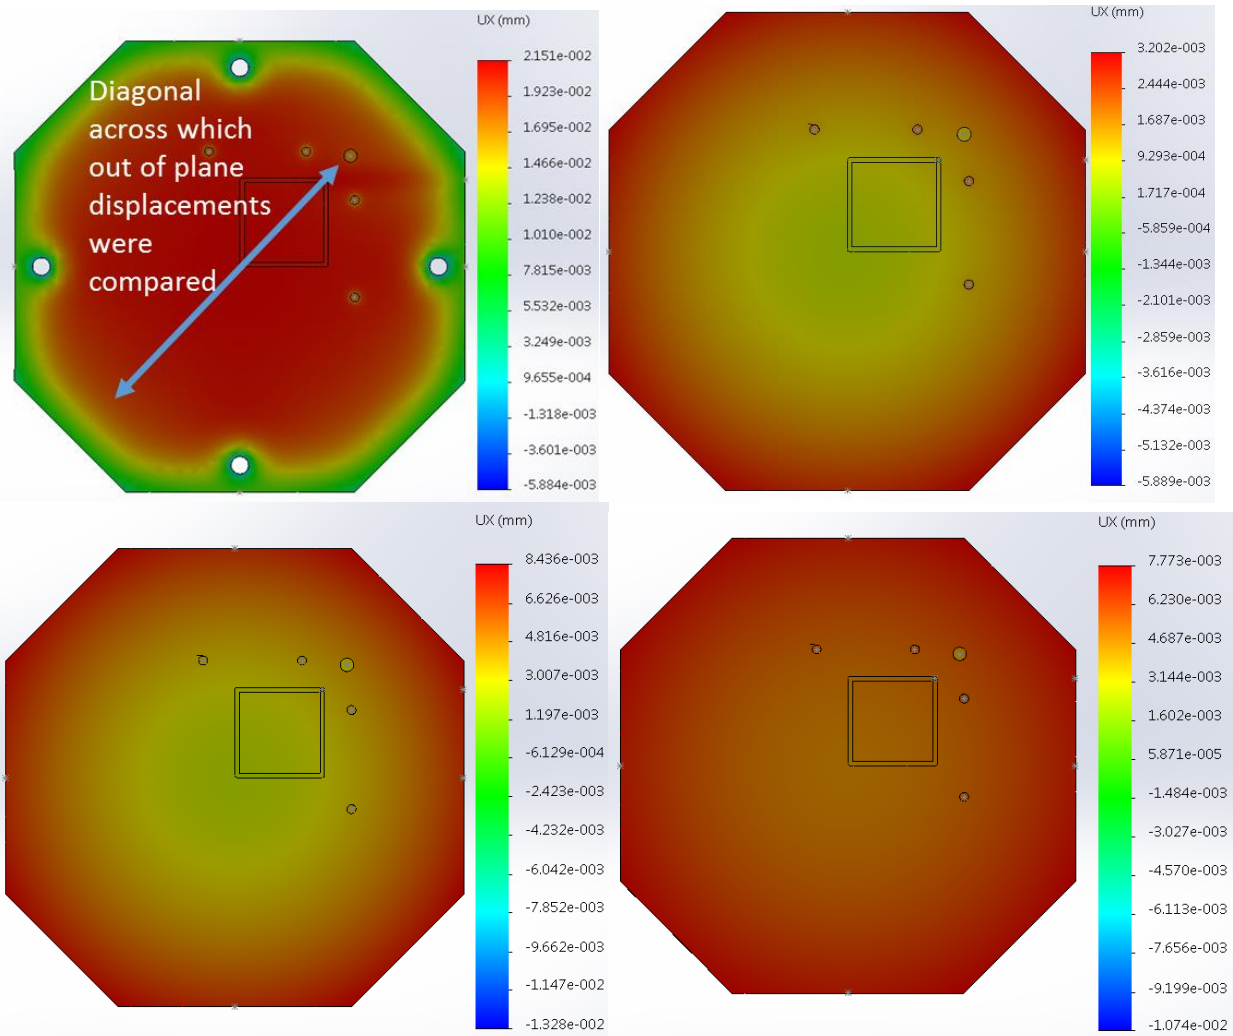 UX (mm)
2.151e-002
1.923e-002
1.695e-002
1.466e-002
1.238e-002
1.010e-002
7.815e-003
5.532e-003
3.249e-003
9.655e-004
-1.318e-003
-3.601e-003
-5.884e-003
Diagonal
across which
out of plane
displacements
were
compared
UX (mm)
3.202e-003
2.444e-003
1.687e-003
9.293e-004
1.717e-004
-5.859e-004
-1.344e-003
-2.101e-003
-2.859e-003
-3.616e-003
-4.374e-003
-5.132e-003
-5.889e-003
UX (mm)
8.436e-003
6.626e-003
4.816e-003
3.007e-003
1.197e-003
-6.129e-004
-2.423e-003
-4.232e-003
-6.042e-003
-7.852e-003
-9.662e-003
-1.147e-002
-1.328e-002
UX (mm)
7.773e-003
6.230e-003
4.687e-003
3.144e-003
1.602e-003
5.871e-005
-1.484e-003
-3.027e-003
-4.570e-003
-6.113e-003
-7.656e-003
-9.199e-003
-1.074e-002